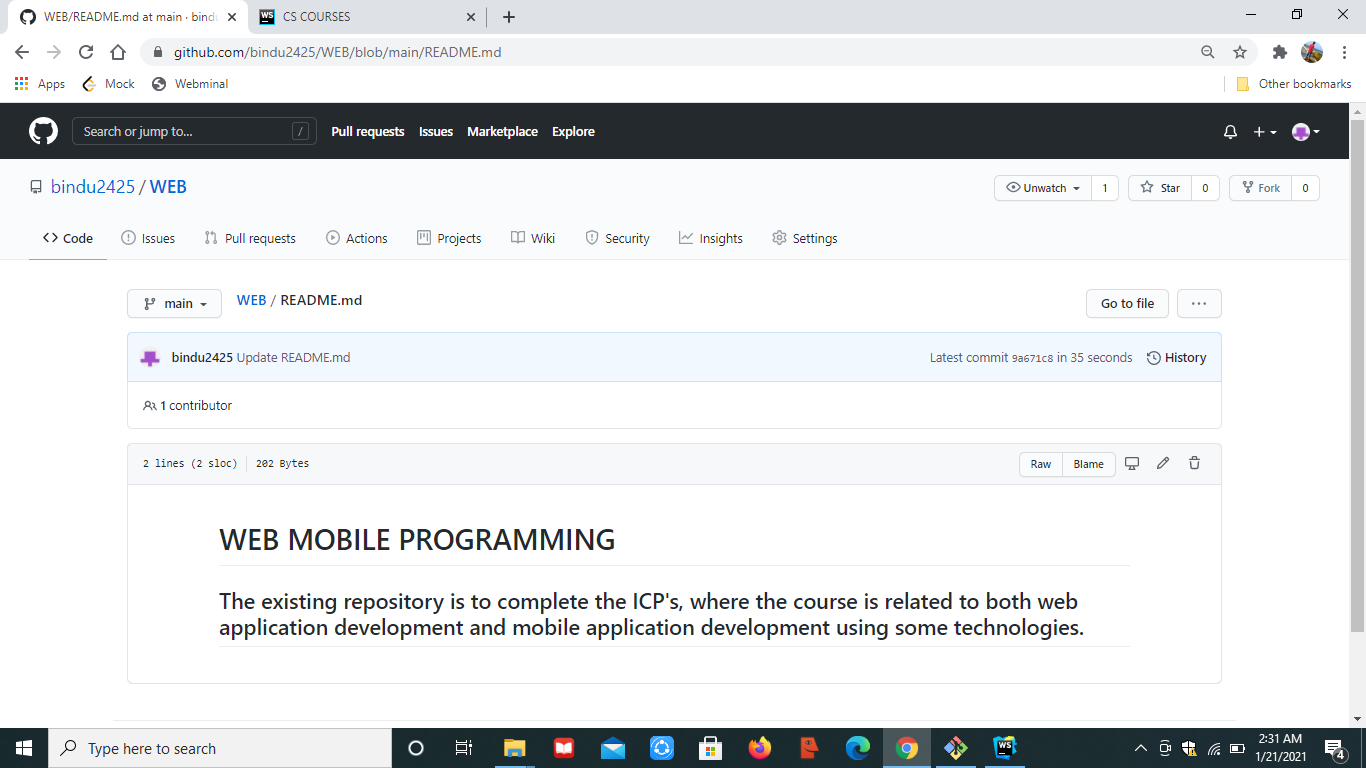 WEB/README.md at main · bindu
WS CS COURSES
github.com/bindu2425/WEB/blob/main/README.md
Apps Mock Webminal Other bookmarks
Search or jump to... / Pull requests Issues Marketplace Explore
bindu2425 / WEB Unwatch 1 Star 0 Fork 0
Code Issues Pull requests Actions Projects Wiki Security Insights Settings
main WEB / README.md Go to file ...
bindu2425 Update README.md Latest commit 9a671c8 in 35 seconds History
1 contributor
2 lines (2 sloc) 202 Bytes Raw Blame
WEB MOBILE PROGRAMMING
The existing repository is to complete the ICP's, where the course is related to both web
application development and mobile application development using some technologies.
Type here to search WS 2:31 AM
1/21/2021 4